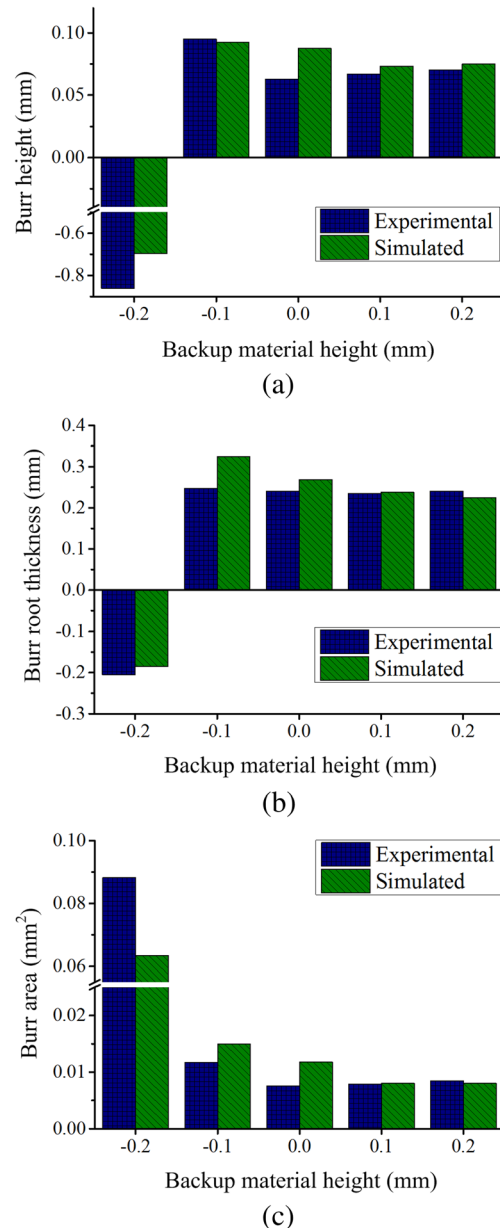 0.10
0.05
0.00
-0.6
-0.8
Burr height (mm)
Experimental
Simulated
-0.2 -0.1 0.0 0.1 0.2
Backup material height (mm)
(a)
0.4
0.3
0.2
0.1
0.0
-0.1
-0.2
-0.3
Burr root thickness (mm)
Experimental
Simulated
-0.2 -0.1 0.0 0.1 0.2
Backup material height (mm)
(b)
0.10
0.08
0.06
0.02
0.01
0.00
Burr area (mm²)
Experimental
Simulated
-0.2 -0.1 0.0 0.1 0.2
Backup material height (mm)
(c)